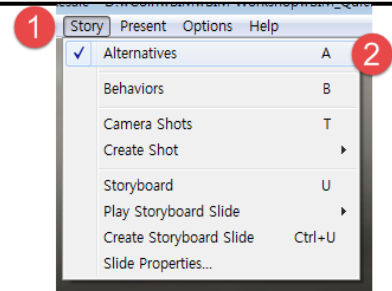 1
Story Present Options Help
✓ Alternatives A
2
Behaviors B
Camera Shots T
Create Shot
Storyboard U
Play Storyboard Slide
Create Storyboard Slide Ctrl+U
Slide Properties...